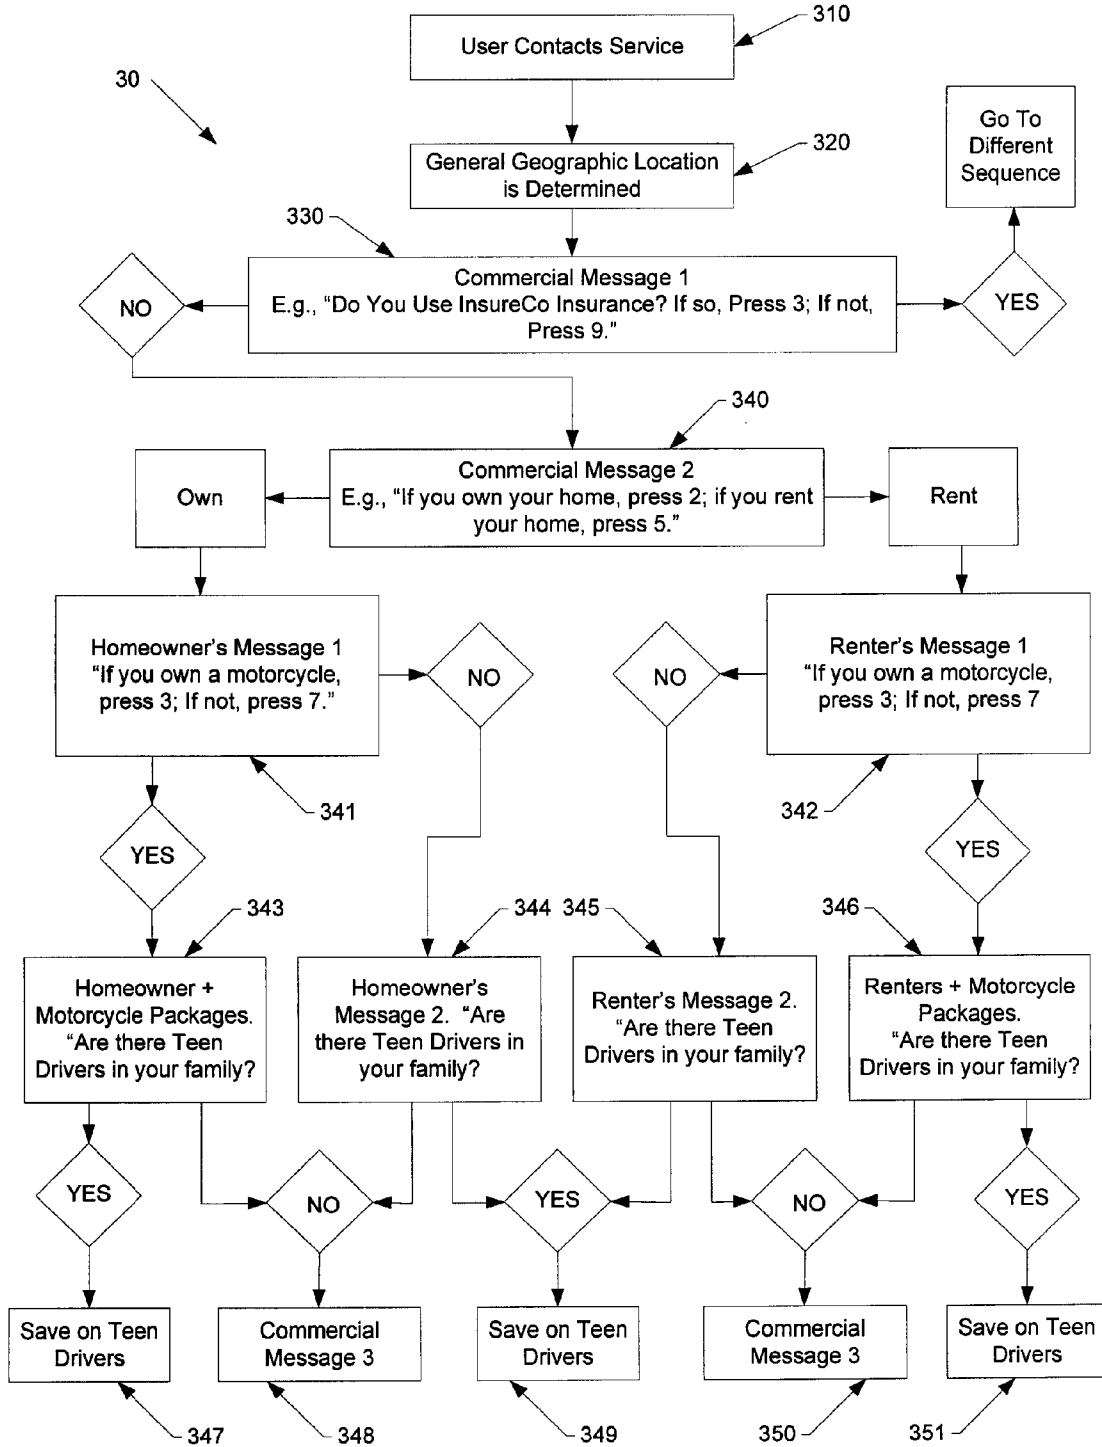 310
User Contacts Service
30
320
General Geographic Location
is Determined
Go To
Different
Sequence
330
NO
Commercial Message 1
E.g., “Do You Use InsureCo Insurance? If so, Press 3; If not,
Press 9.”
YES
340
Own
Commercial Message 2
E.g., “If you own your home, press 2; if you rent
your home, press 5.”
Rent
Homeowner's Message 1
“If you own a motorcycle,
press 3; If not, press 7.”
NO
NO
Renter's Message 1
“If you own a motorcycle,
press 3; If not, press 7
341
342
YES
YES
343
344
345
346
Homeowner +
Motorcycle Packages.
“Are there Teen
Drivers in your family?
Homeowner's
Message 2. “Are
there Teen Drivers in
your family?
Renter's Message 2.
“Are there Teen
Drivers in your family?
Renters + Motorcycle
Packages.
“Are there Teen
Drivers in your family?
YES
NO
YES
NO
YES
Save on Teen
Drivers
Commercial
Message 3
Save on Teen
Drivers
Commercial
Message 3
Save on Teen
Drivers
347
348
349
350
351